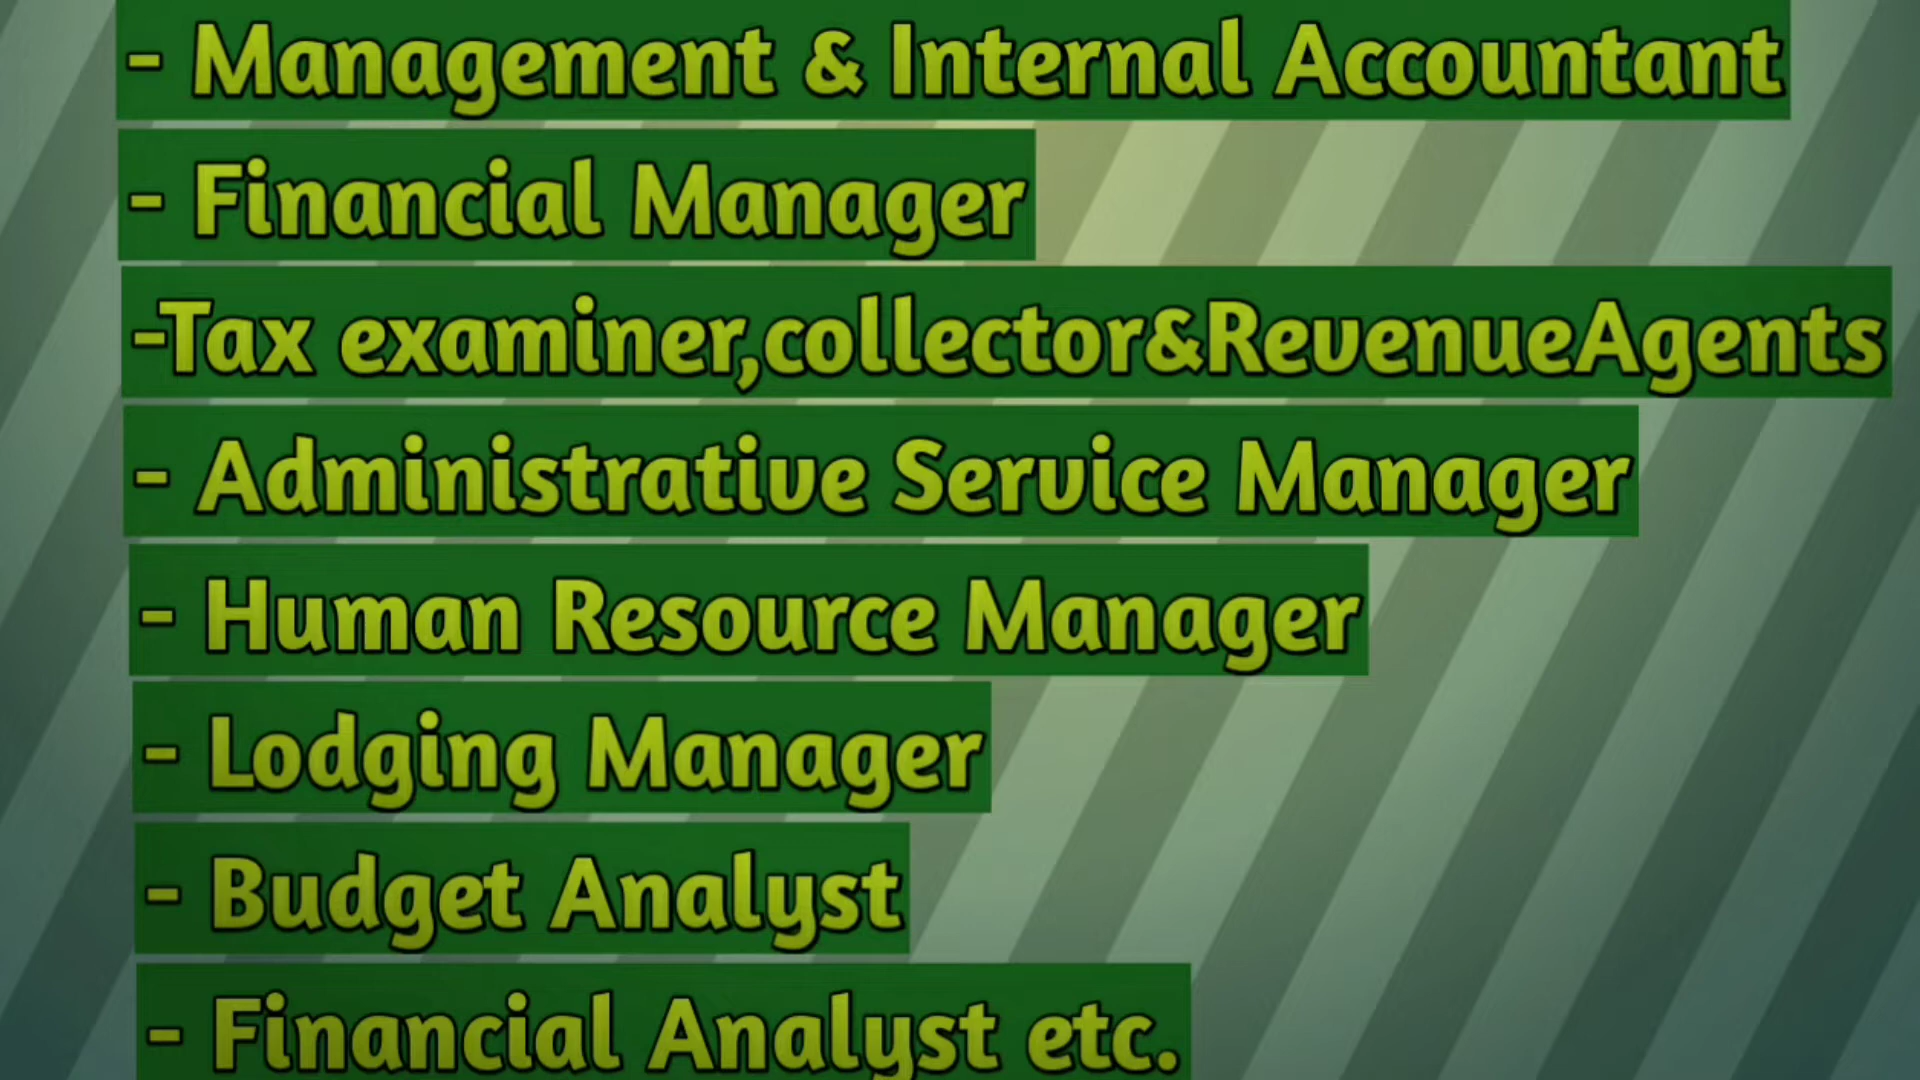 - Management & Internal Accountant
- Financial Manager
-Tax examiner,collector&RevenueAgents
- Administrative Service Manager
- Human Resource Manager
- Lodging Manager
- Budget Analyst
- Financial Analyst etc.